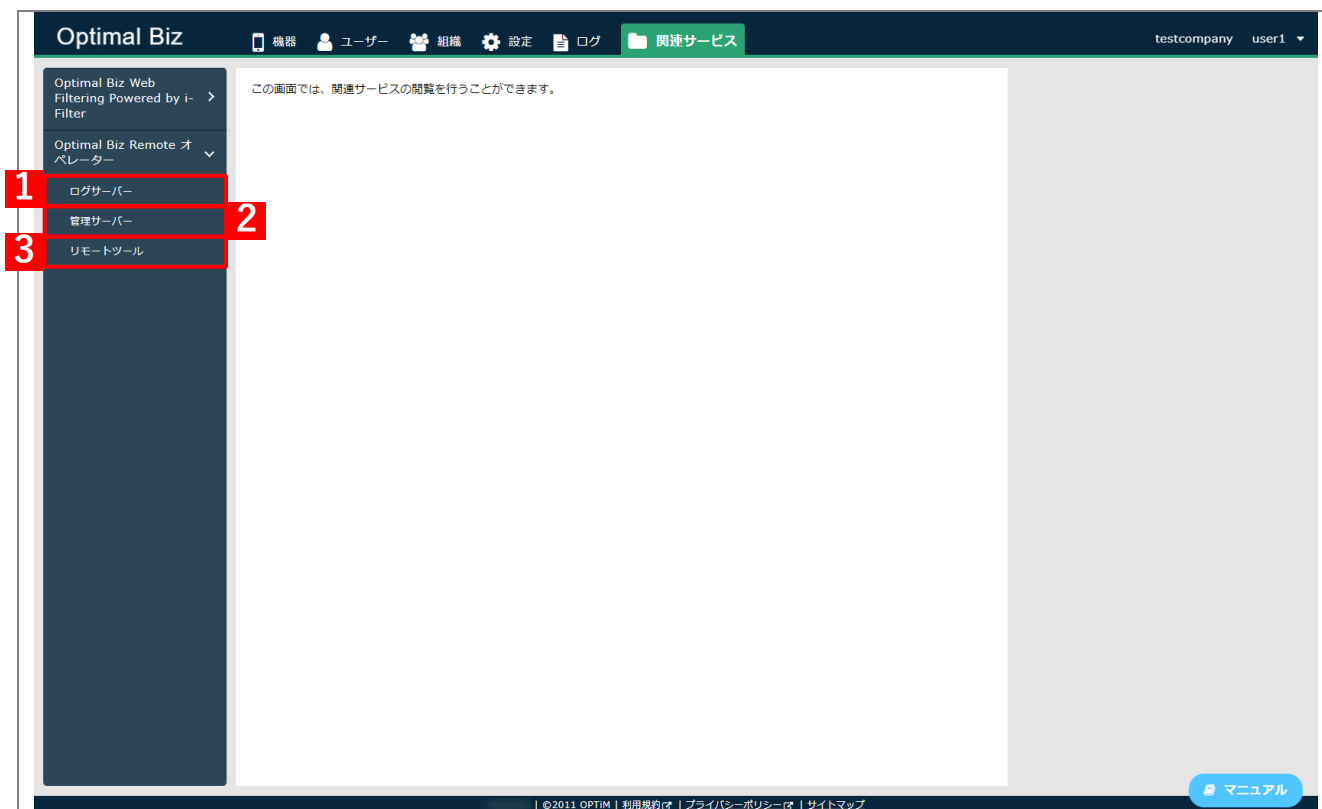 Optimal Biz
機器 ユーザー 組織 設定 ログ 関連サービス
testcompany user1
Optimal Biz Web
Filtering Powered by i-
Filter
この画面では、関連サービスの閲覧を行うことができます。
Optimal Biz Remote オ
ペレーター
1 ログサーバー
管理サーバー 2
3 リモートツール
マニュアル
| ©2011 OPTiM | 利用規約 | プライバシーポリシー | サイトマップ